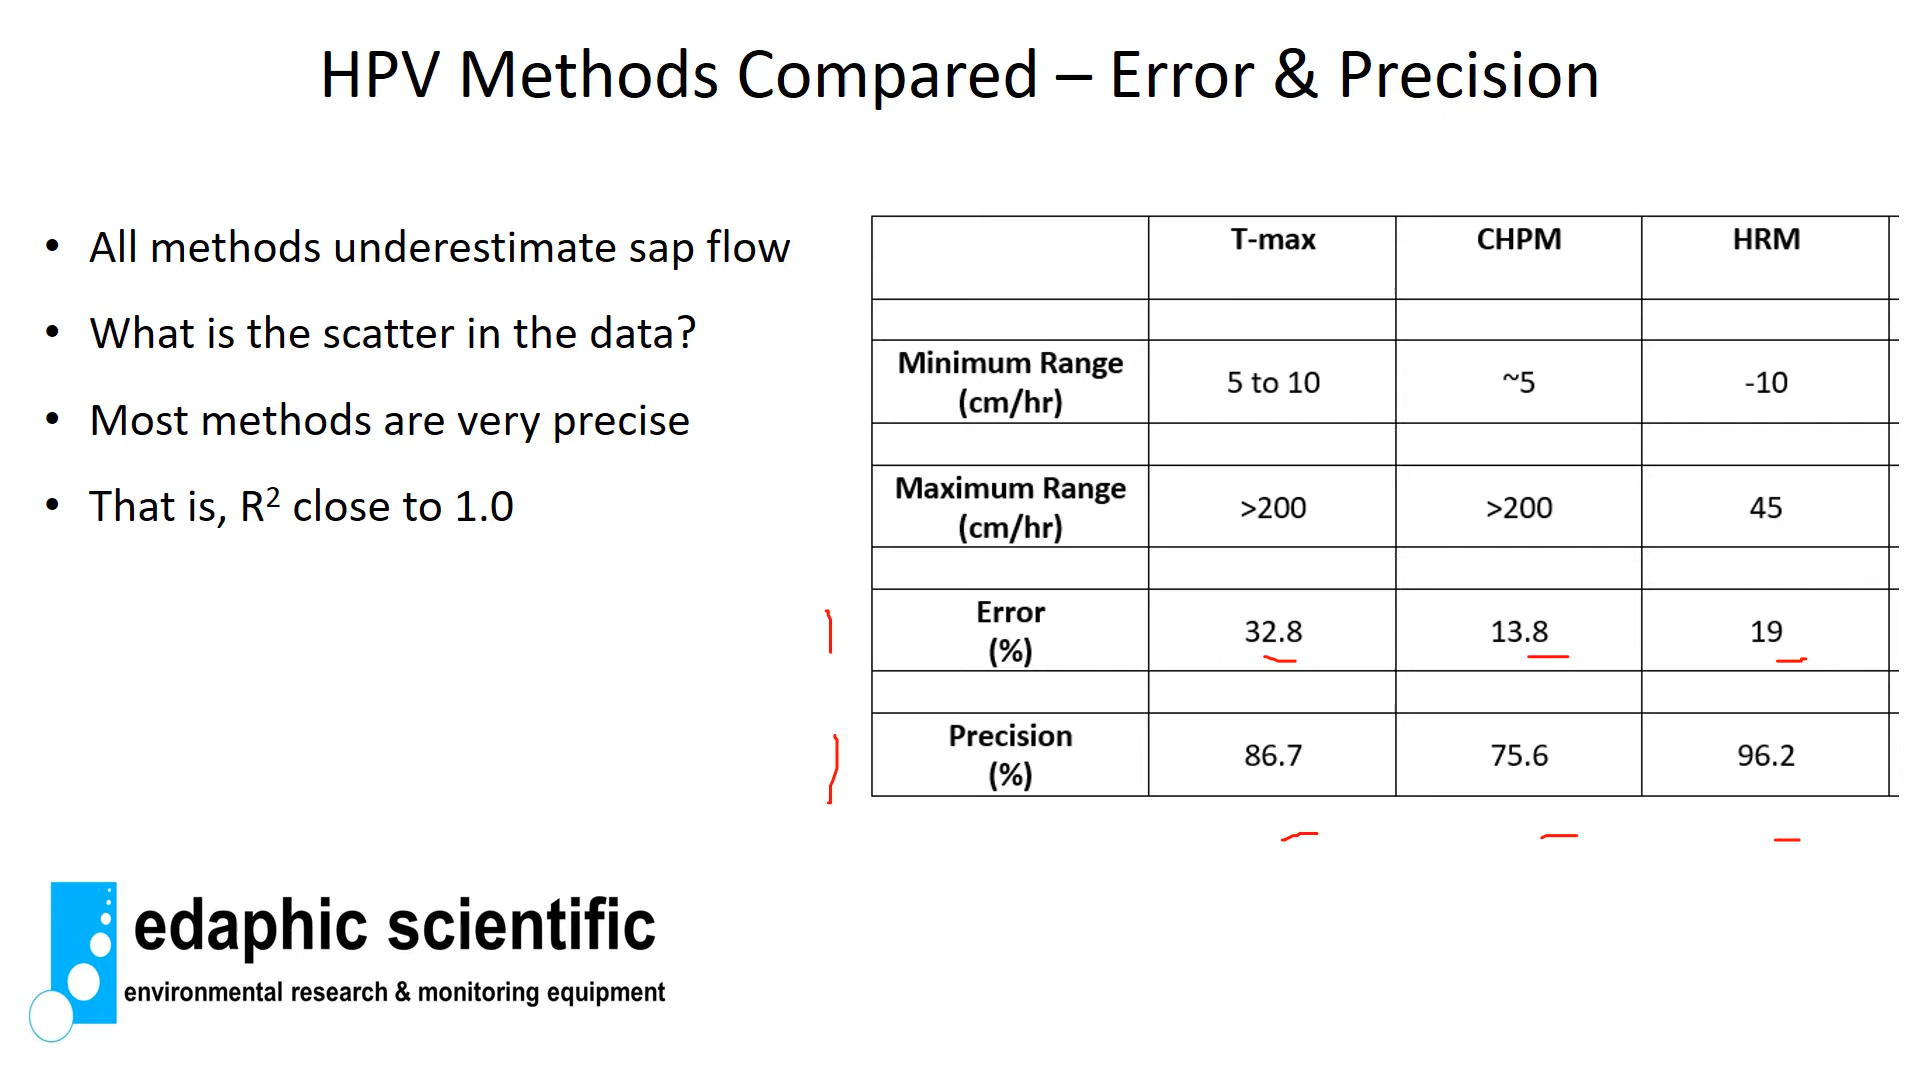 HPV Methods Compared – Error & Precision
• All methods underestimate sap flow
• What is the scatter in the data?
• Most methods are very precise
• That is, R² close to 1.0
T-max CHPM HRM
Minimum Range
(cm/hr) 5 to 10 ~5 -10
Maximum Range
(cm/hr) >200 >200 45
Error
(%) 32.8 13.8 19
Precision
(%) 86.7 75.6 96.2
edaphic scientific
environmental research & monitoring equipment